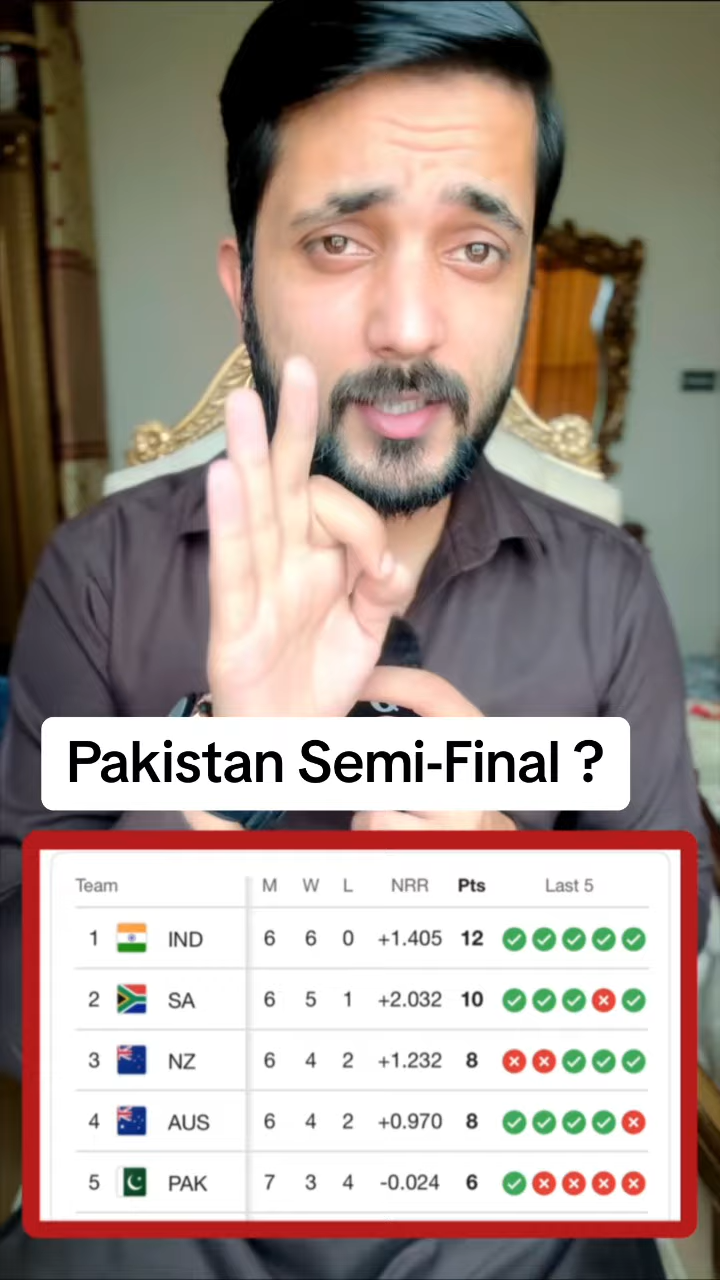 Pakistan Semi-Final ?
Team M W L NRR Pts Last 5
1 IND 6 6 0 +1.405 12
2 SA 6 5 1 +2.032 10
3 NZ 6 4 2 +1.232 8
4 AUS 6 4 2 +0.970 8
5 PAK 7 3 4 -0.024 6